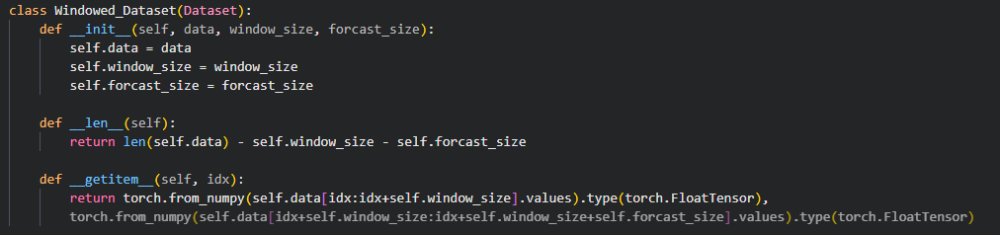 class Windowed_Dataset(Dataset):
    def __init__(self, data, window_size, forcast_size):
        self.data = data
        self.window_size = window_size
        self.forcast_size = forcast_size

    def __len__(self):
        return len(self.data) - self.window_size - self.forcast_size

    def __getitem__(self, idx):
        return torch.from_numpy(self.data[idx:idx+self.window_size].values).type(torch.FloatTensor),
        torch.from_numpy(self.data[idx+self.window_size:idx+self.window_size+self.forcast_size].values).type(torch.FloatTensor)